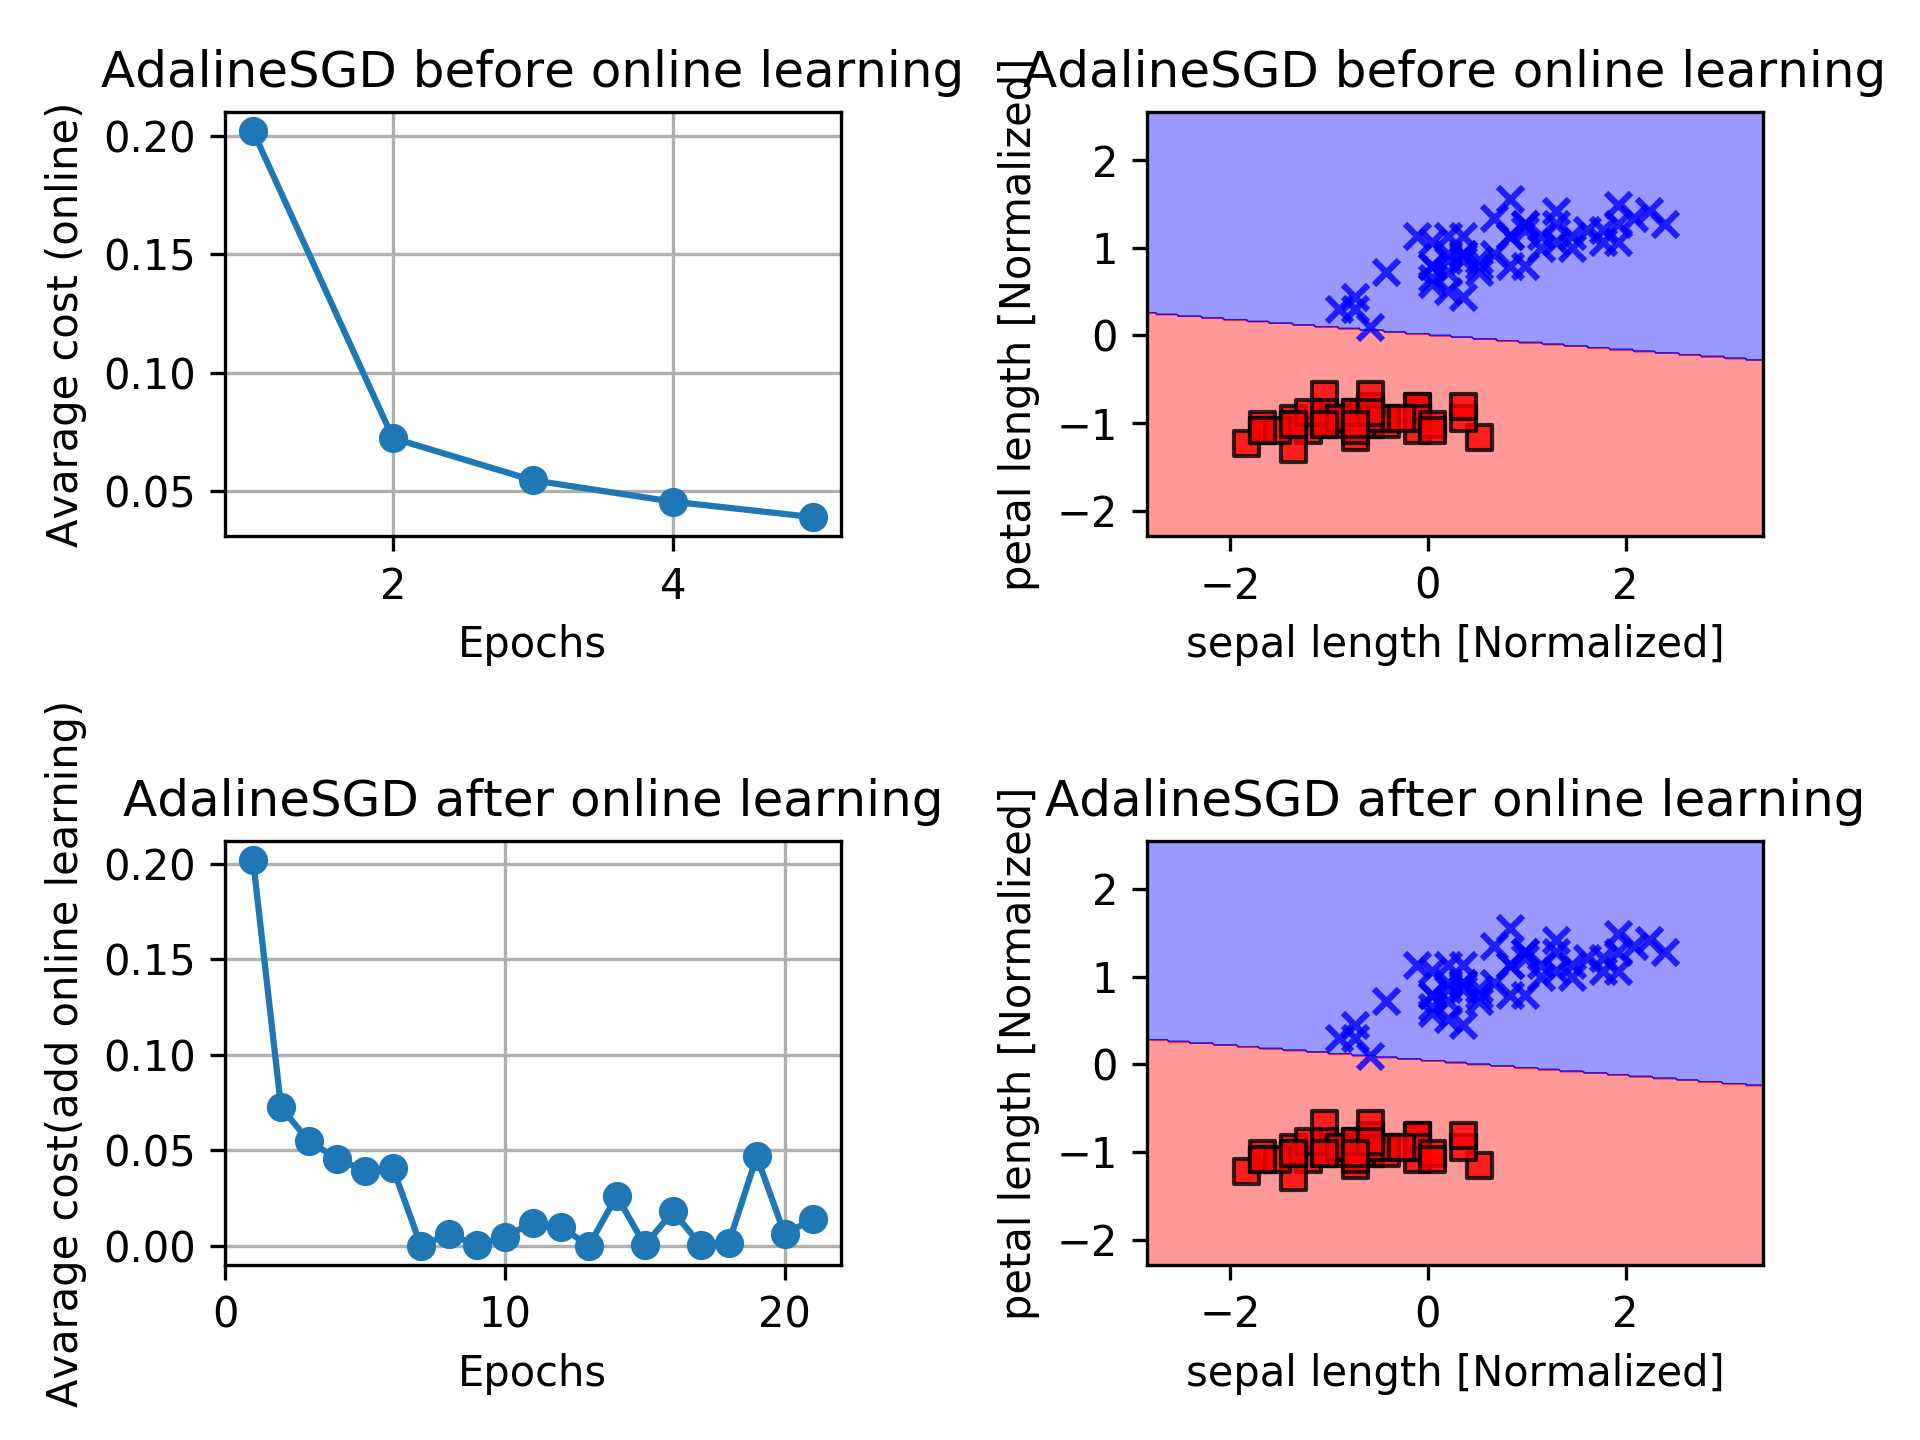 AdalineSGD before online learning
Avarage cost (online)
0.20
0.15
0.10
0.05
2 4
Epochs
AdalineSGD before online learning
petal length [Normalized]
2
1
0
−1
−2
−2 0 2
sepal length [Normalized]
AdalineSGD after online learning
Avarage cost(add online learning)
0.20
0.15
0.10
0.05
0.00
0 10 20
Epochs
AdalineSGD after online learning
petal length [Normalized]
2
1
0
−1
−2
−2 0 2
sepal length [Normalized]